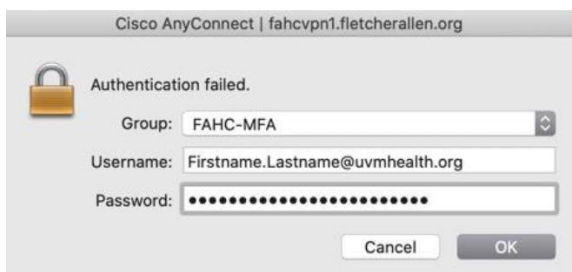 Cisco AnyConnect | fahcvpn1.fletcherallen.org
Authentication failed.
Group: FAHC-MFA
Username: Firstname.Lastname@uvmhealth.org
Password: ••••••••••••••••••••••••
Cancel OK